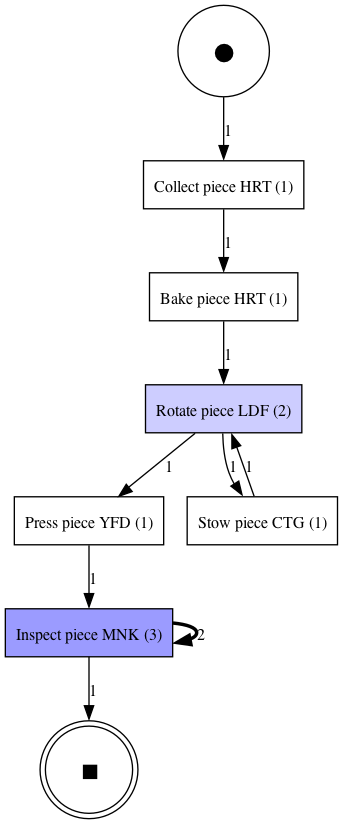 1
Collect piece HRT (1)
1
Bake piece HRT (1)
1
Rotate piece LDF (2)
1
1
1
Press piece YFD (1)
Stow piece CTG (1)
1
Inspect piece MNK (3)
2
1